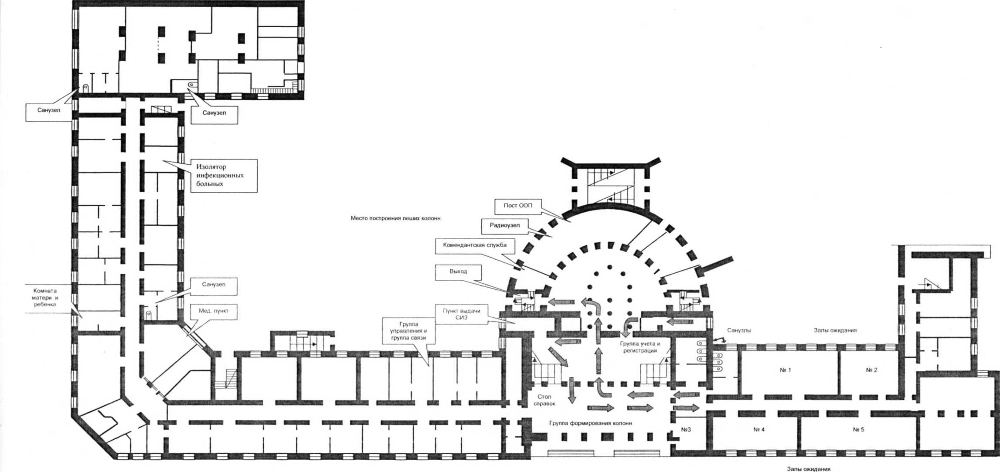 Санузел
Санузел
Изолятор
инфекционных
больных
Пост ООП
Место построения пеших колонн
Радиоузел
Комендантская служба
Выход
Санузел
Комната
матери и
ребенка
Мед. пункт
Пункт выдачи
СИЗ
Группа
управления и
группа связи
Санузлы
Залы ожидания
Группа учета и
регистрации
№ 1
№ 2
Стол
справок
Группа формирования колонн
№3
№ 4
№ 5
Залы ожидания